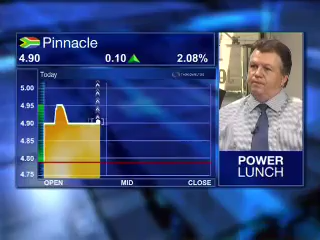 Pinnacle
4.90 0.10 2.08%
Today
5.00
4.95
4.90
4.85
4.80
4.75
OPEN MID CLOSE
POWER
LUNCH